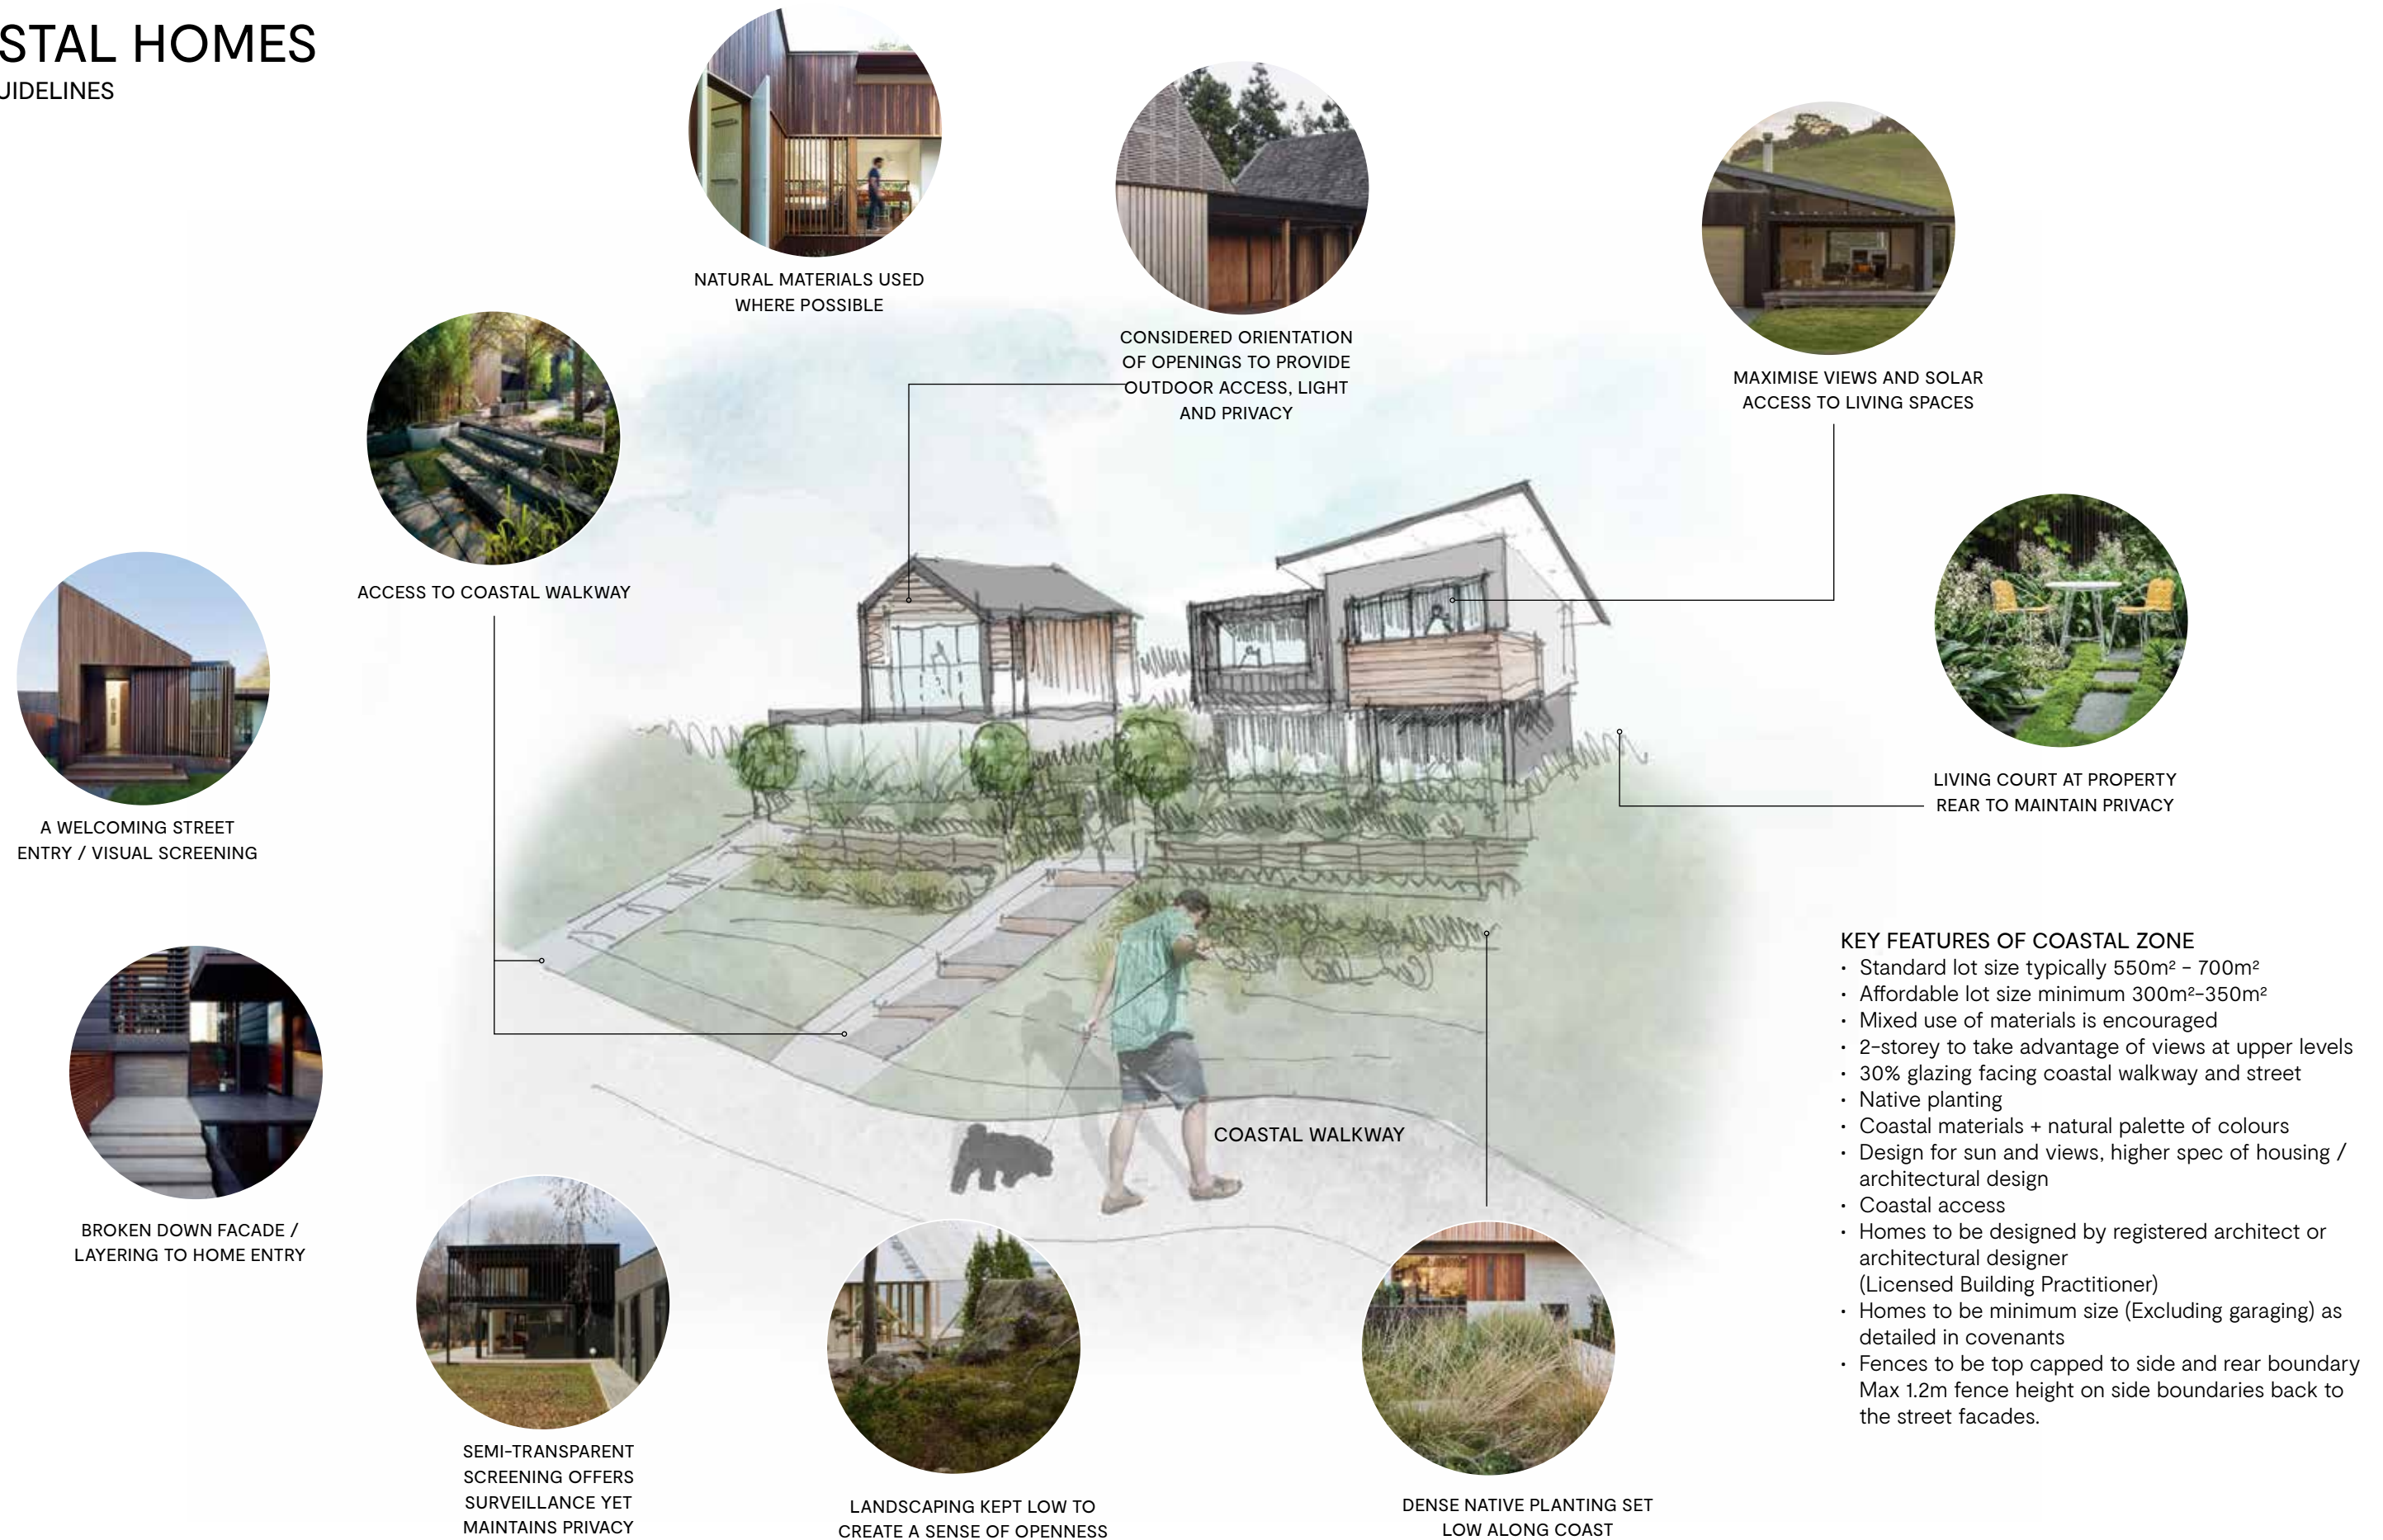 STAL HOMES
UIDELINES
NATURAL MATERIALS USED
WHERE POSSIBLE
CONSIDERED ORIENTATION
OF OPENINGS TO PROVIDE
OUTDOOR ACCESS, LIGHT
AND PRIVACY
MAXIMISE VIEWS AND SOLAR
ACCESS TO LIVING SPACES
ACCESS TO COASTAL WALKWAY
A WELCOMING STREET
ENTRY / VISUAL SCREENING
LIVING COURT AT PROPERTY
REAR TO MAINTAIN PRIVACY
BROKEN DOWN FACADE /
LAYERING TO HOME ENTRY
COASTAL WALKWAY
KEY FEATURES OF COASTAL ZONE
• Standard lot size typically 550m² - 700m²
• Affordable lot size minimum 300m²-350m²
• Mixed use of materials is encouraged
• 2-storey to take advantage of views at upper levels
• 30% glazing facing coastal walkway and street
• Native planting
• Coastal materials + natural palette of colours
• Design for sun and views, higher spec of housing /
architectural design
• Coastal access
• Homes to be designed by registered architect or
architectural designer
(Licensed Building Practitioner)
• Homes to be minimum size (Excluding garaging) as
detailed in covenants
• Fences to be top capped to side and rear boundary
Max 1.2m fence height on side boundaries back to
the street facades.
SEMI-TRANSPARENT
SCREENING OFFERS
SURVEILLANCE YET
MAINTAINS PRIVACY
LANDSCAPING KEPT LOW TO
CREATE A SENSE OF OPENNESS
DENSE NATIVE PLANTING SET
LOW ALONG COAST